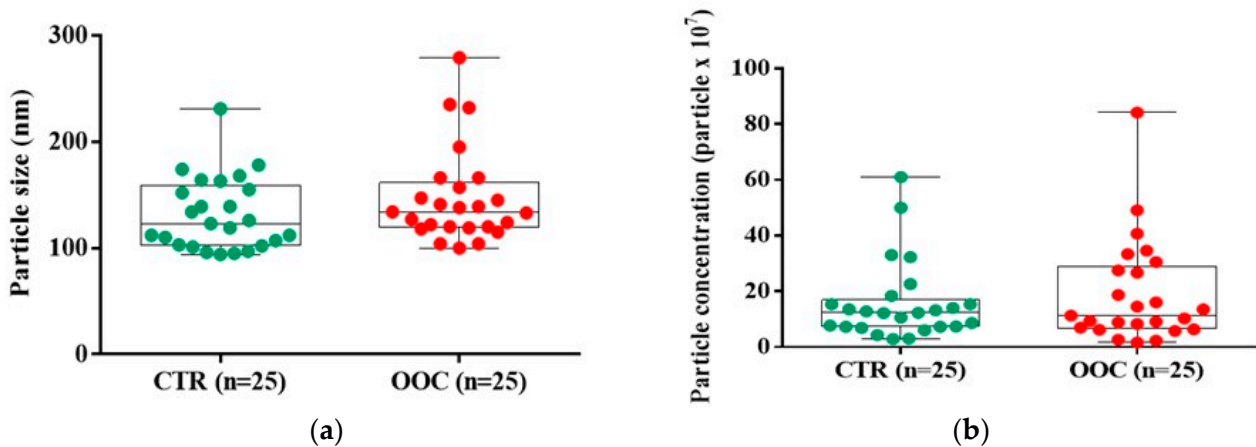 Particle size (nm)
300
200
100
0
CTR (n=25)
OOC (n=25)
(a)
Particle concentration (particle x 10⁷)
100
80
60
40
20
0
CTR (n=25)
OOC (n=25)
(b)